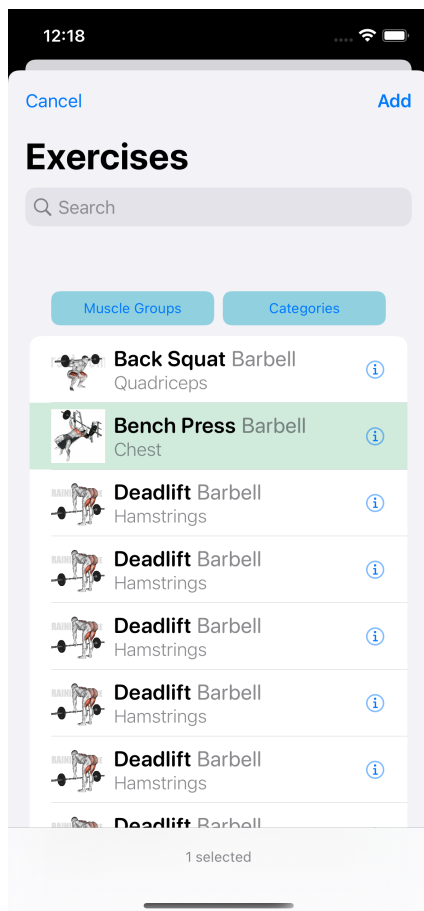 12:18
Cancel
Add
Exercises
Search
Muscle Groups
Categories
Back Squat Barbell
Quadriceps
Bench Press Barbell
Chest
Deadlift Barbell
Hamstrings
Deadlift Barbell
Hamstrings
Deadlift Barbell
Hamstrings
Deadlift Barbell
Hamstrings
Deadlift Barbell
Hamstrings
Deadlift Barbell
1 selected